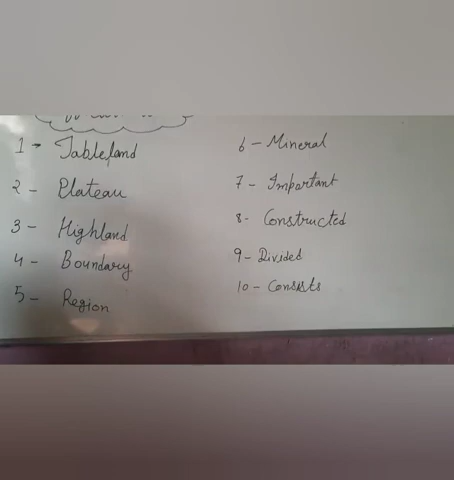 1 - Tableland
2 - Plateau
3 - Highland
4 - Boundary
5 - Region
6 - Mineral
7 - Important
8 - Constructed
9 - Divided
10 - Consists